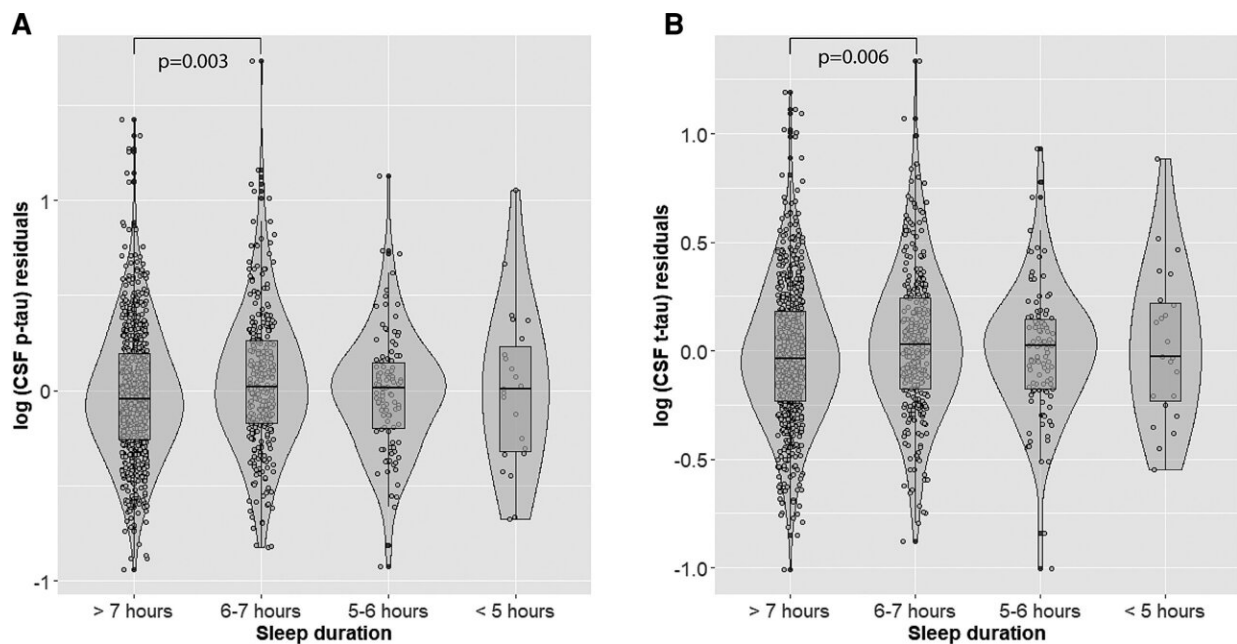 A
p=0.003
log (CSF p-tau) residuals
1
0
-1
> 7 hours
6-7 hours
5-6 hours
< 5 hours
Sleep duration
B
p=0.006
log (CSF t-tau) residuals
1.0
0.5
0.0
-0.5
-1.0
> 7 hours
6-7 hours
5-6 hours
< 5 hours
Sleep duration